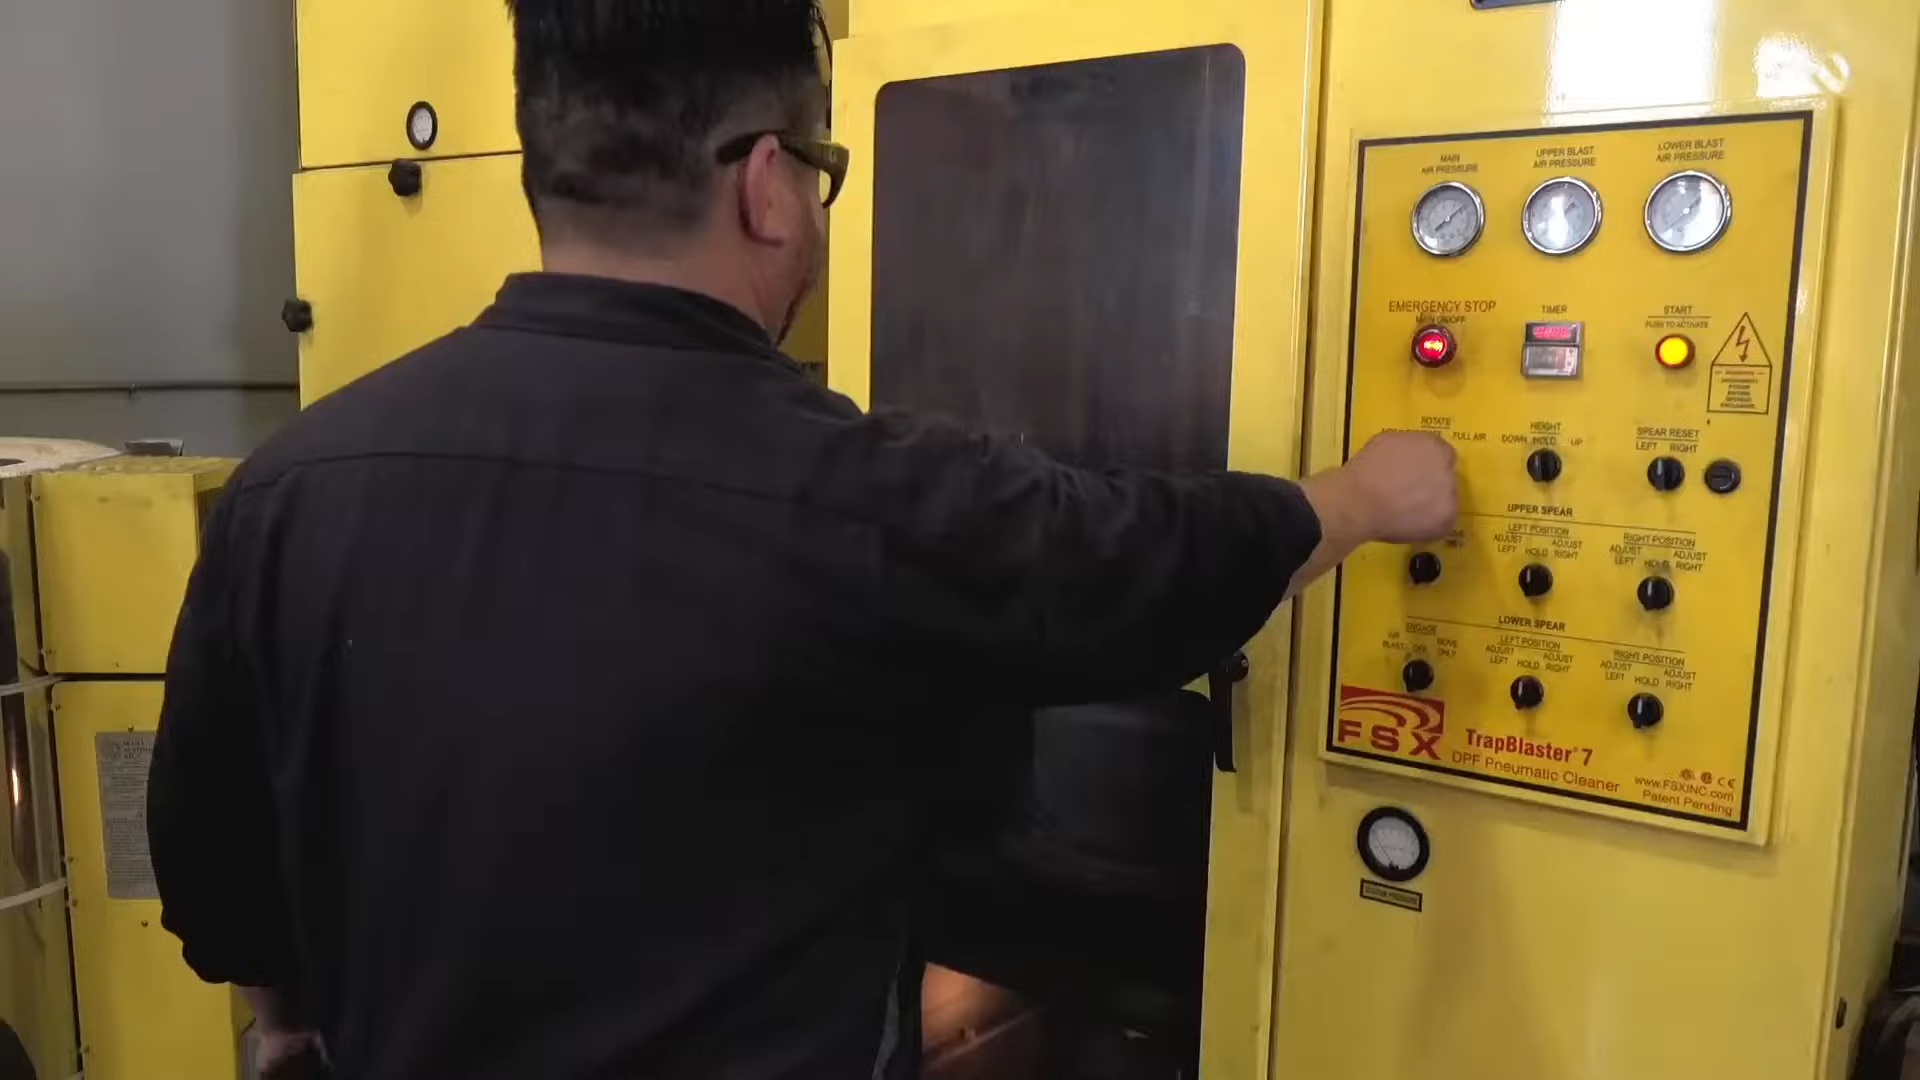 MAIN
AIR PRESSURE
UPPER BLAST
AIR PRESSURE
LOWER BLAST
AIR PRESSURE
EMERGENCY STOP
MAIN ON/OFF
TIMER
START
PUSH TO ACTIVATE
ROTATE
FULL AIR
HEIGHT
DOWN HOLD UP
SPEAR RESET
LEFT RIGHT
UPPER SPEAR
LEFT POSITION
ADJUST ADJUST
LEFT HOLD RIGHT
RIGHT POSITION
ADJUST ADJUST
LEFT HOLD RIGHT
LOWER SPEAR
ENGAGE
AIR MOVE
BLAST OFF ONLY
LEFT POSITION
ADJUST ADJUST
LEFT HOLD RIGHT
RIGHT POSITION
ADJUST ADJUST
LEFT HOLD RIGHT
FSX
TrapBlaster® 7
DPF Pneumatic Cleaner
www.FSXINC.com
Patent Pending
VACUUM PRESSURE